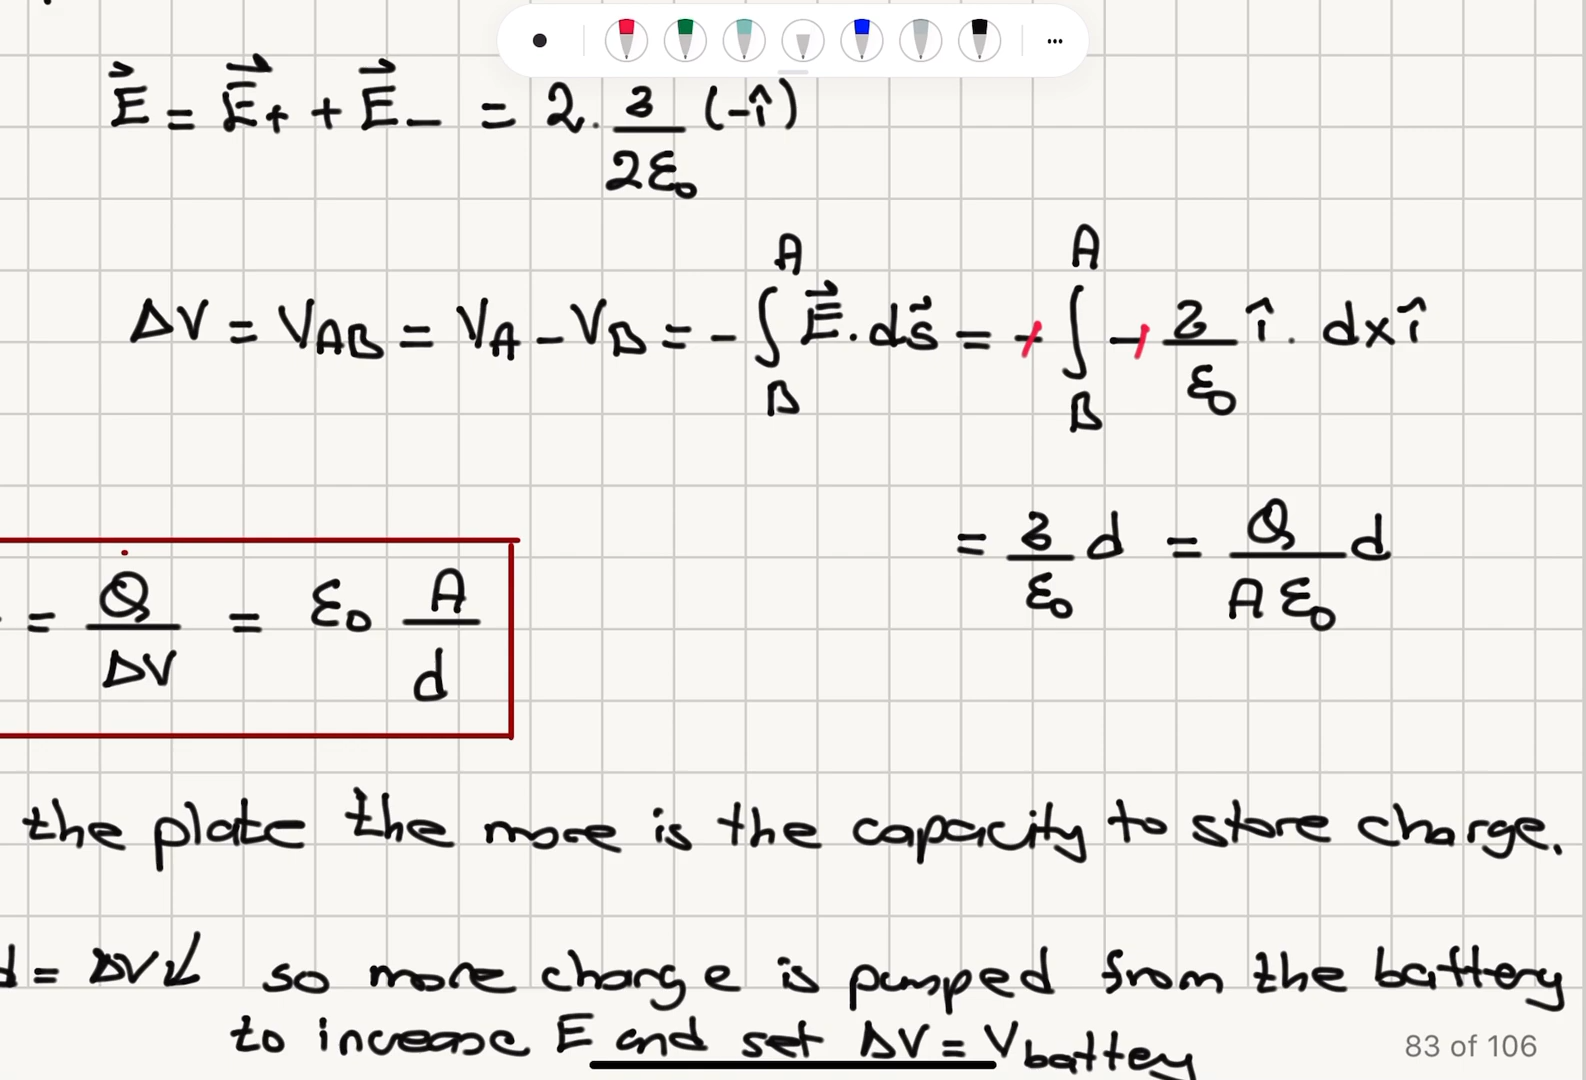 E⃗ = E⃗+ + E⃗− = 2. σ/2ε₀ (-î)
ΔV = V_AB = V_A − V_B = − ∫_B^A E⃗ . ds⃗ = − ∫_B^A − σ/ε₀ î . dx î
= σ/ε₀ d = Q/(A ε₀) d
= Q/ΔV = ε₀ A/d
the plate the more is the capacity to store charge.
d = ΔV↓ so more charge is pumped from the battery
to increase E and set ΔV = V battery
83 of 106